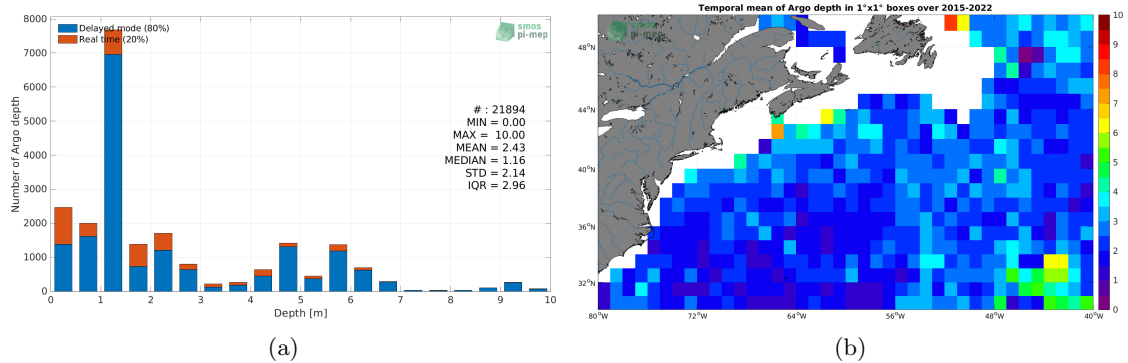 Delayed mode (80%)
Real time (20%)
smos
pi-mep
# : 21894
MIN = 0.00
MAX = 10.00
MEAN = 2.43
MEDIAN = 1.16
STD = 2.14
IQR = 2.96
Number of Argo depth
8000
7000
6000
5000
4000
3000
2000
1000
0
0 1 2 3 4 5 6 7 8 9 10
Depth [m]
(a)
Temporal mean of Argo depth in 1°x1° boxes over 2015-2022
smos
pi-mep
48°N
44°N
40°N
36°N
32°N
80°W 72°W 64°W 56°W 48°W 40°W
10
9
8
7
6
5
4
3
2
1
0
(b)